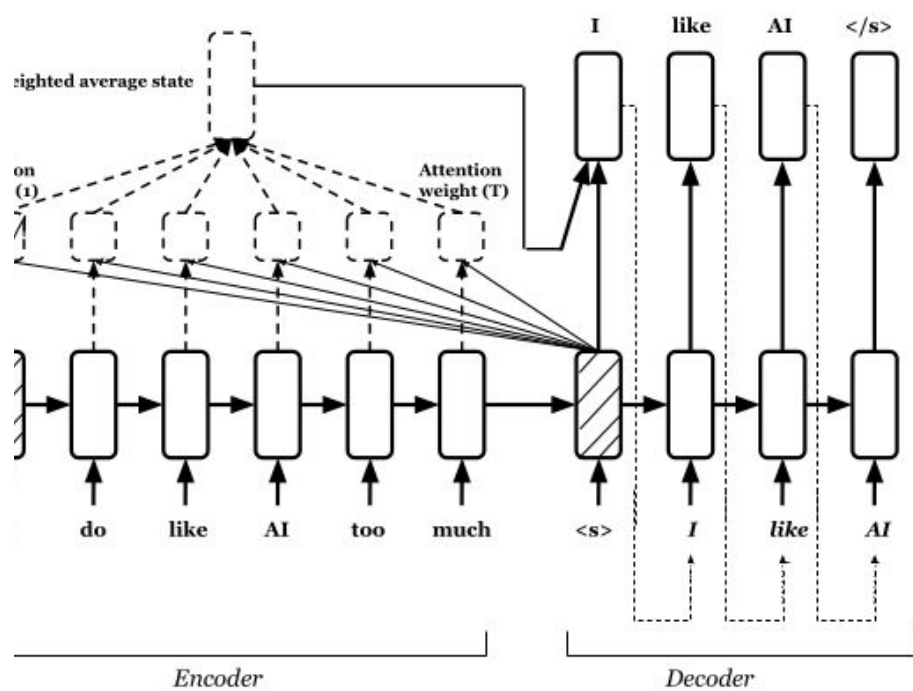 I like AI </s>
eighted average state
on
(1)
Attention
weight (T)
do like AI too much <s> I like AI
Encoder Decoder